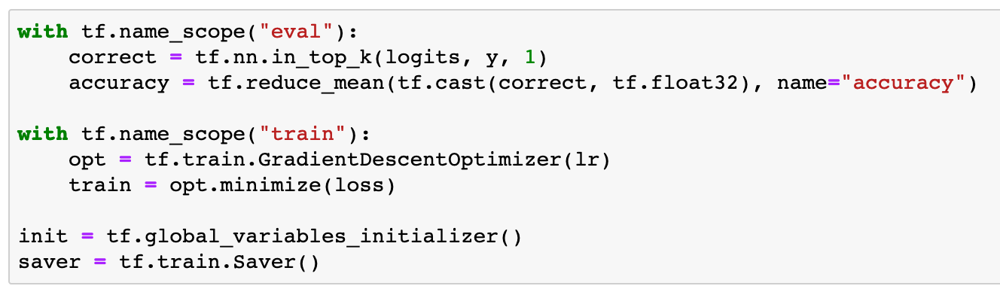 with tf.name_scope("eval"):
    correct = tf.nn.in_top_k(logits, y, 1)
    accuracy = tf.reduce_mean(tf.cast(correct, tf.float32), name="accuracy")

with tf.name_scope("train"):
    opt = tf.train.GradientDescentOptimizer(lr)
    train = opt.minimize(loss)

init = tf.global_variables_initializer()
saver = tf.train.Saver()